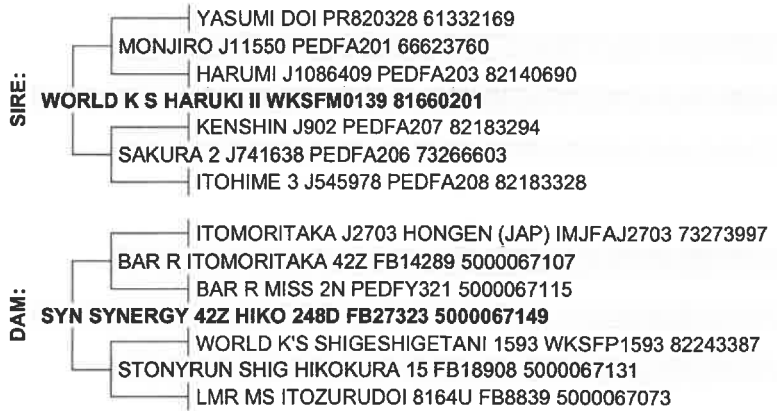 YASUMI DOI PR820328 61332169
MONJIRO J11550 PEDFA201 66623760
HARUMI J1086409 PEDFA203 82140690
SIRE:
WORLD K S HARUKI II WKSFM0139 81660201
KENSHIN J902 PEDFA207 82183294
SAKURA 2 J741638 PEDFA206 73266603
ITOHIME 3 J545978 PEDFA208 82183328
ITOMORITAKA J2703 HONGEN (JAP) IMJFAJ2703 73273997
BAR R ITOMORITAKA 42Z FB14289 5000067107
BAR R MISS 2N PEDFY321 5000067115
DAM:
SYN SYNERGY 42Z HIKO 248D FB27323 5000067149
WORLD K'S SHIGESHIGETANI 1593 WKSFP1593 82243387
STONYRUN SHIG HIKOKURA 15 FB18908 5000067131
LMR MS ITOZURUDOI 8164U FB8839 5000067073